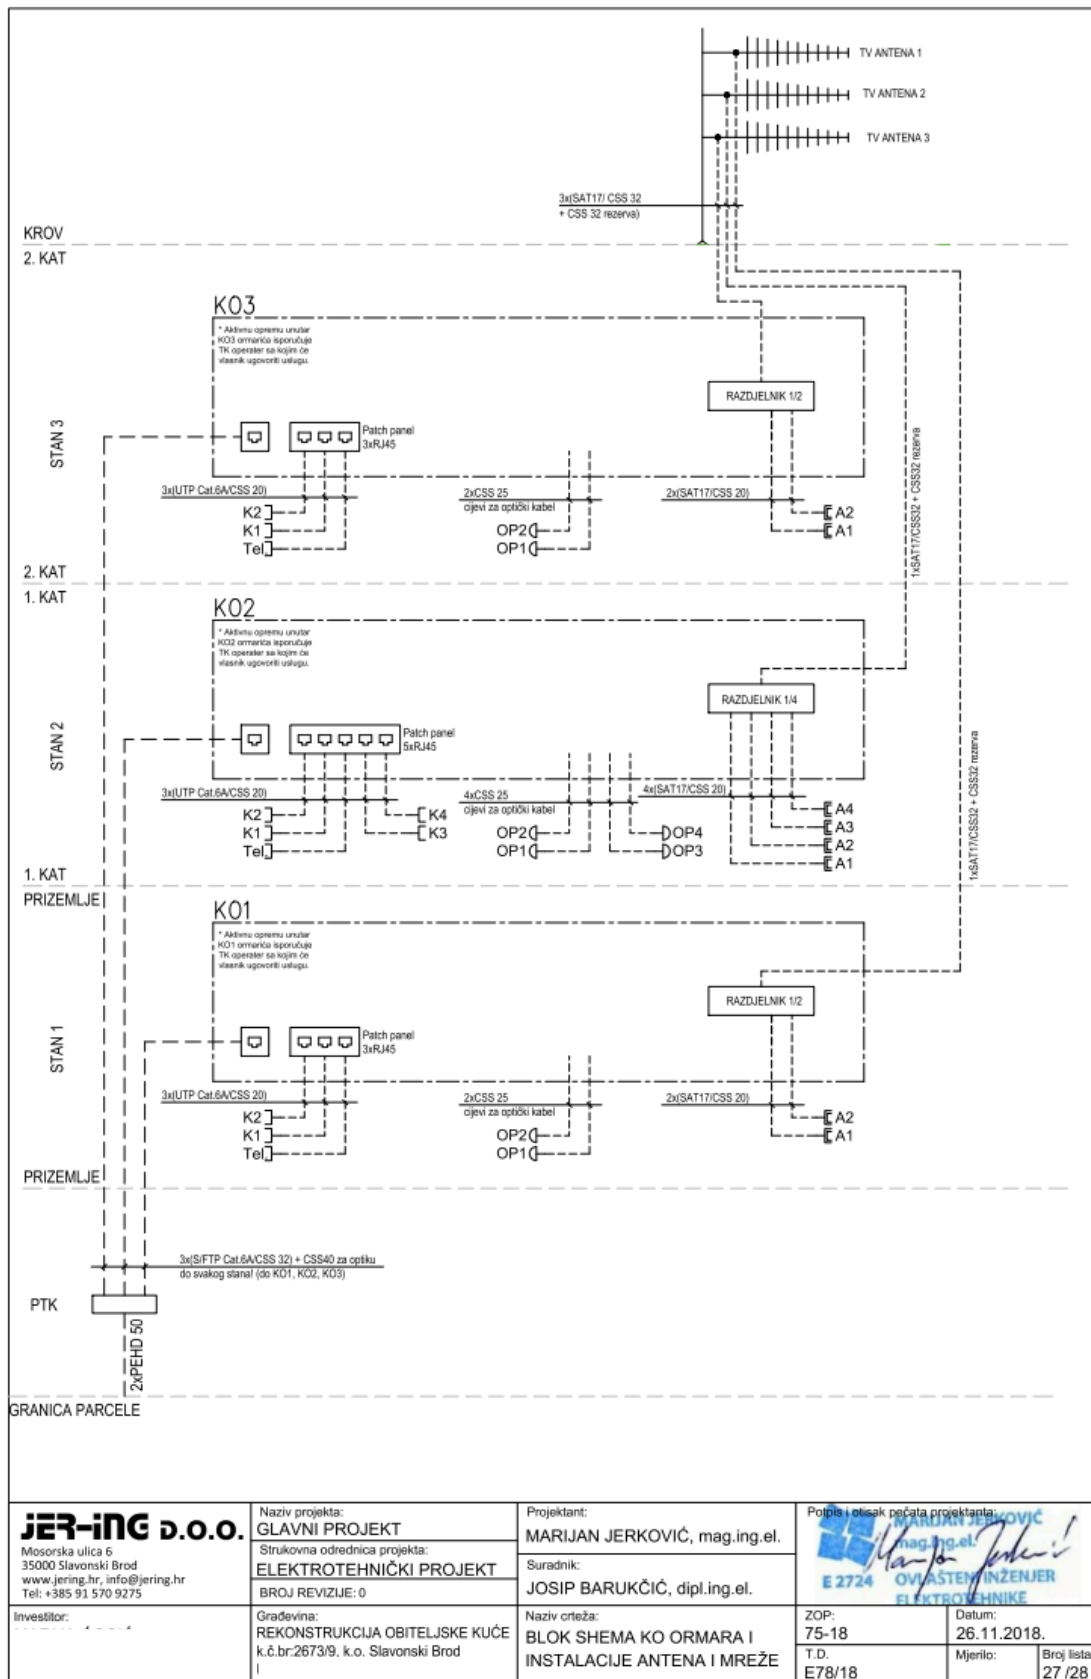 TV ANTENA 1
TV ANTENA 2
TV ANTENA 3
3x(SAT17/ CSS 32
+ CSS 32 rezerva)
KROV
2. KAT
KO3
* Aktivnu opremu unutar
KO3 ormarića isporučuje
TK operater sa kojim će
vlasnik ugovoriti uslugu.
RAZDJELNIK 1/2
STAN 3
Patch panel
3xRJ45
3x(UTP Cat.6A/CSS 20)
2xCSS 25
cijevi za optički kabel
2x(SAT17/CSS 20)
K2
K1
Tel.
OP2
OP1
A2
A1
1xSAT17/CSS32 + CSS32 rezerva
2. KAT
1. KAT
KO2
* Aktivnu opremu unutar
KO2 ormarića isporučuje
TK operater sa kojim će
vlasnik ugovoriti uslugu.
RAZDJELNIK 1/4
STAN 2
Patch panel
5xRJ45
3x(UTP Cat.6A/CSS 20)
4xCSS 25
cijevi za optički kabel
4x(SAT17/CSS 20)
K2
K1
Tel.
K4
K3
OP2
OP1
OP4
OP3
A4
A3
A2
A1
1xSAT17/CSS32 + CSS32 rezerva
1. KAT
PRIZEMLJE
KO1
* Aktivnu opremu unutar
KO1 ormarića isporučuje
TK operater sa kojim će
vlasnik ugovoriti uslugu.
RAZDJELNIK 1/2
STAN 1
Patch panel
3xRJ45
3x(UTP Cat.6A/CSS 20)
2xCSS 25
cijevi za optički kabel
2x(SAT17/CSS 20)
K2
K1
Tel.
OP2
OP1
A2
A1
PRIZEMLJE
3x(S/FTP Cat.6A/CSS 32) + CSS40 za optiku
do svakog stana! (do KO1, KO2, KO3)
PTK
2xPEHD 50
GRANICA PARCELE
JER-ING D.O.O.
Mosorska ulica 6
35000 Slavonski Brod
www.jering.hr, info@jering.hr
Tel: +385 91 570 9275
Investitor:
Naziv projekta:
GLAVNI PROJEKT
Strukovna odrednica projekta:
ELEKTROTEHNIČKI PROJEKT
BROJ REVIZIJE: 0
Građevina:
REKONSTRUKCIJA OBITELJSKE KUĆE
k.č.br:2673/9, k.o. Slavonski Brod
Projektant:
MARIJAN JERKOVIĆ, mag.ing.el.
Suradnik:
JOSIP BARUKČIĆ, dipl.ing.el.
Naziv crteža:
BLOK SHEMA KO ORMARA I
INSTALACIJE ANTENA I MREŽE
Potpis i otisak pečata projektanta:
MARIJAN JERKOVIĆ
mag.ing.el.
E 2724 OVLAŠTENI INŽENJER
ELEKTROTEHNIKE
ZOP:
75-18
Datum:
26.11.2018.
T.D.
E78/18
Mjerilo:
Broj lista
27 /28